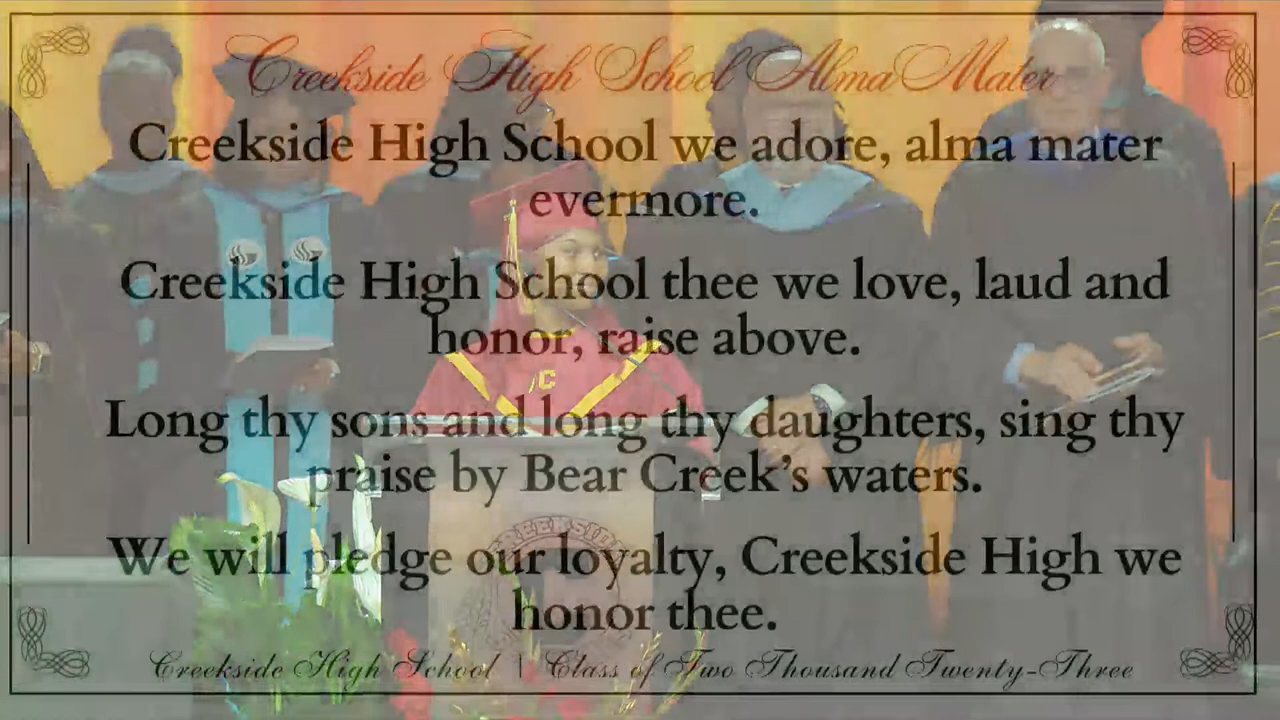 Creekside High School Alma Mater
Creekside High School we adore, alma mater
evermore.
Creekside High School thee we love, laud and
honor, raise above.
Long thy sons and long thy daughters, sing thy
praise by Bear Creek’s waters.
We will pledge our loyalty, Creekside High we
honor thee.
Creekside High School | Class of Two Thousand Twenty-Three
C
CREEKSIDE